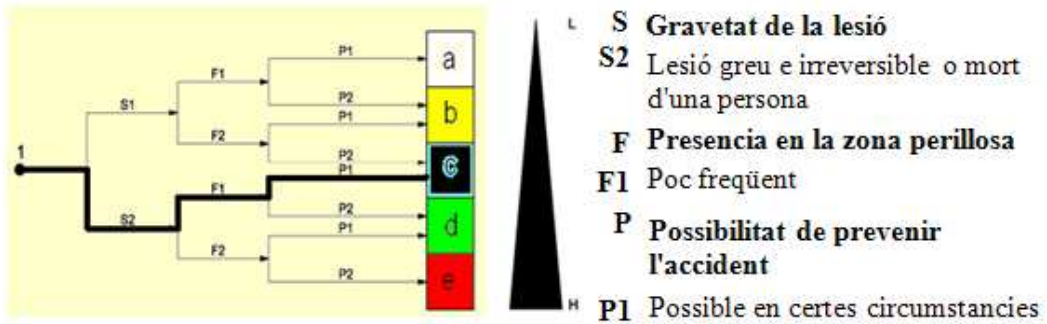 1
S1
S2
F1
F2
F1
F2
P1
P2
P1
P2
P1
P2
P1
P2
a
b
c
d
e
L
H
S Gravetat de la lesió
S2 Lesió greu e irreversible o mort
d'una persona
F Presencia en la zona perillosa
F1 Poc freqüent
P Possibilitat de prevenir
l'accident
P1 Possible en certes circumstancies